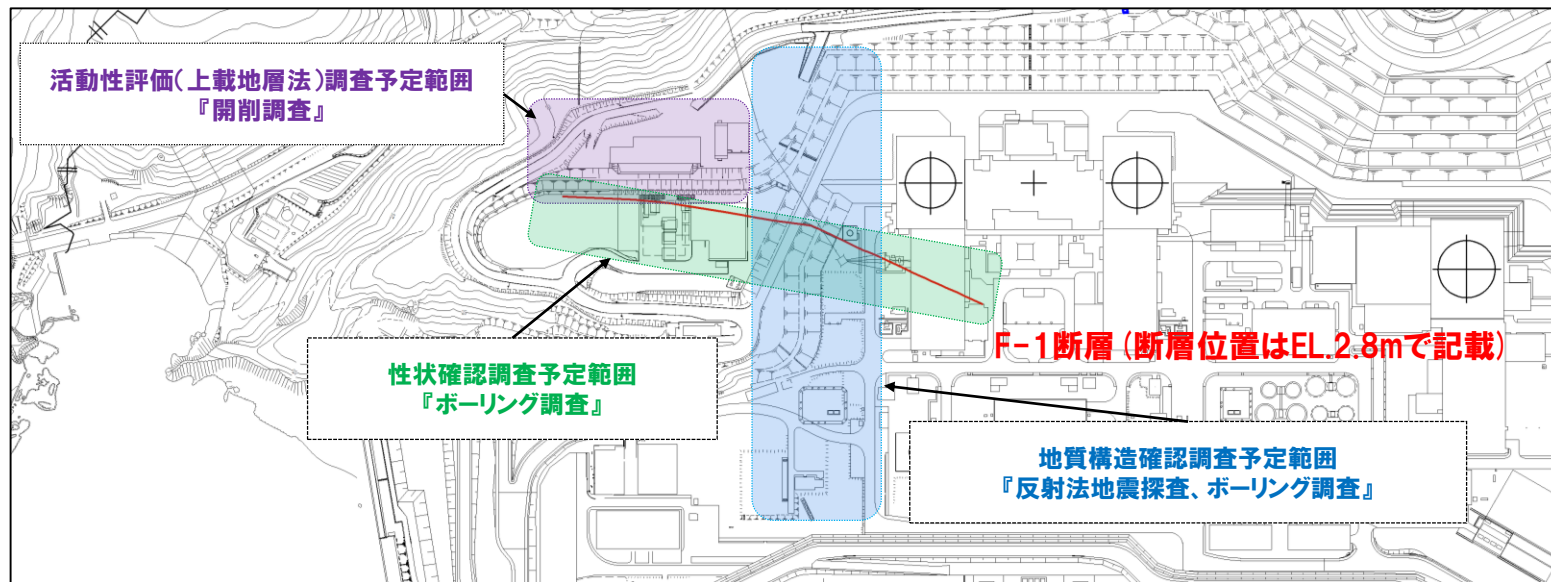 活動性評価(上載地層法)調査予定範囲
『開削調査』
F-1断層(断層位置はEL.2.8mで記載)
性状確認調査予定範囲
『ボーリング調査』
地質構造確認調査予定範囲
『反射法地震探査、ボーリング調査』